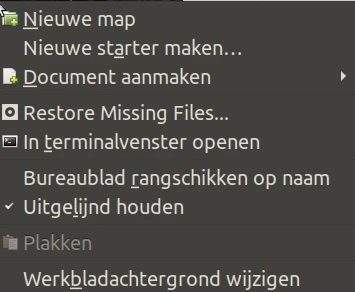 Nieuwe map
Nieuwe starter maken...
Document aanmaken
Restore Missing Files...
In terminalvenster openen
Bureaublad rangschikken op naam
Uitgelijnd houden
Plakken
Werkbladachtergrond wijzigen